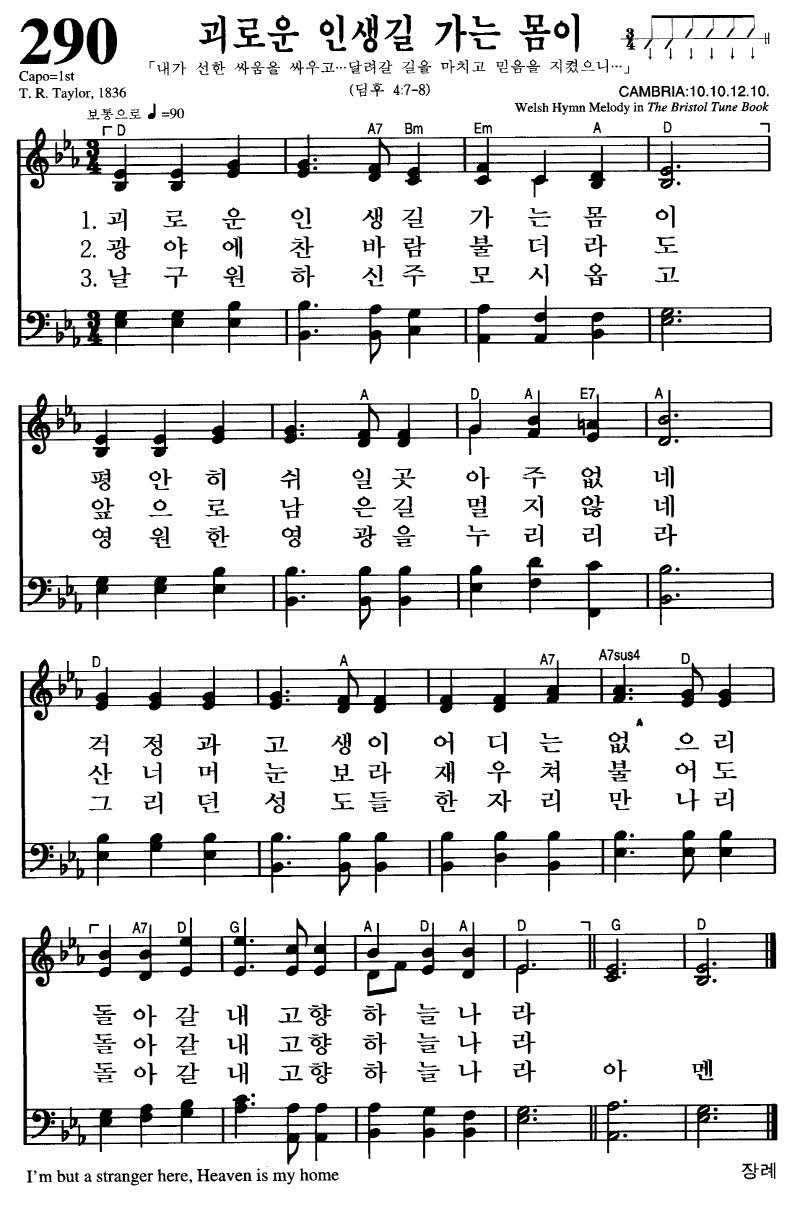 290
괴로운 인생길 가는 몸이
「내가 선한 싸움을 싸우고…달려갈 길을 마치고 믿음을 지켰으니…」
(딤후 4:7-8)
Capo=1st
T. R. Taylor, 1836
CAMBRIA:10.10.12.10.
Welsh Hymn Melody in The Bristol Tune Book
보통으로 ♩=90
D A7 Bm Em A D
3/4
1. 괴 로 운 인 생 길 가 는 몸 이
2. 광 야 에 찬 바 람 불 더 라 도
3. 날 구 원 하 신 주 모 시 옵 고
3/4
A D A E7 A
평 안 히 쉬 일 곳 아 주 없 네
앞 으 로 남 은 길 멀 지 않 네
영 원 한 영 광 을 누 리 리 라
D A A7 A7sus4 D
걱 정 과 고 생 이 어 디 는 없 으 리
산 너 머 눈 보 라 재 우 쳐 불 어 도
그 리 던 성 도 들 한 자 리 만 나 리
A7 D G A D A D G D
돌 아 갈 내 고 향 하 늘 나 라
돌 아 갈 내 고 향 하 늘 나 라
돌 아 갈 내 고 향 하 늘 나 라 아 멘
I'm but a stranger here, Heaven is my home
장례